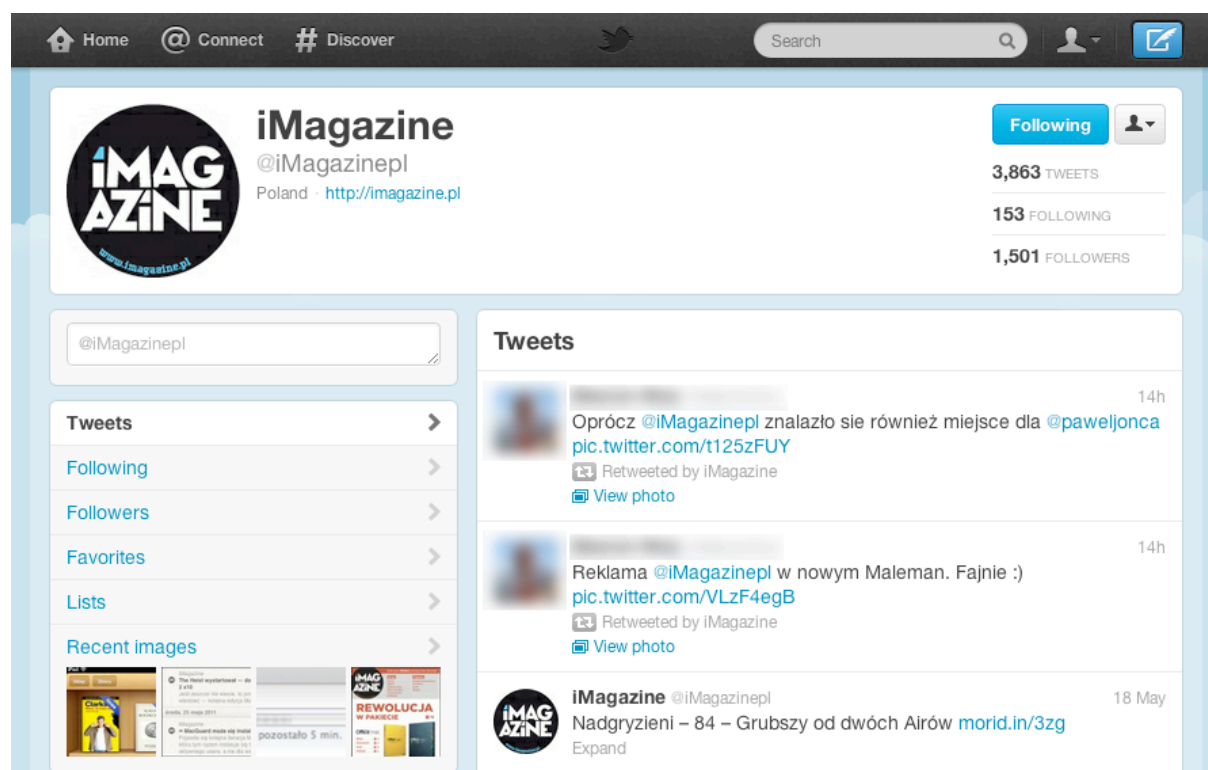 Home @ Connect # Discover Search
iMAG
AZiNE
www.imagazine.pl
iMagazine
@iMagazinepl
Poland · http://imagazine.pl
Following
3,863 TWEETS
153 FOLLOWING
1,501 FOLLOWERS
@iMagazinepl
Tweets
Following
Followers
Favorites
Lists
Recent images
iMAG
AZiNE
REWOLUCJA
W PAKIECIE
pozostało 5 min.
Tweets
14h
Oprócz @iMagazinepl znalazło sie również miejsce dla @paweljonca
pic.twitter.com/t125zFUY
Retweeted by iMagazine
View photo
14h
Reklama @iMagazinepl w nowym Maleman. Fajnie :)
pic.twitter.com/VLzF4egB
Retweeted by iMagazine
View photo
iMAG
AZiNE
iMagazine @iMagazinepl 18 May
Nadgryzieni – 84 – Grubszy od dwóch Airów morid.in/3zg
Expand